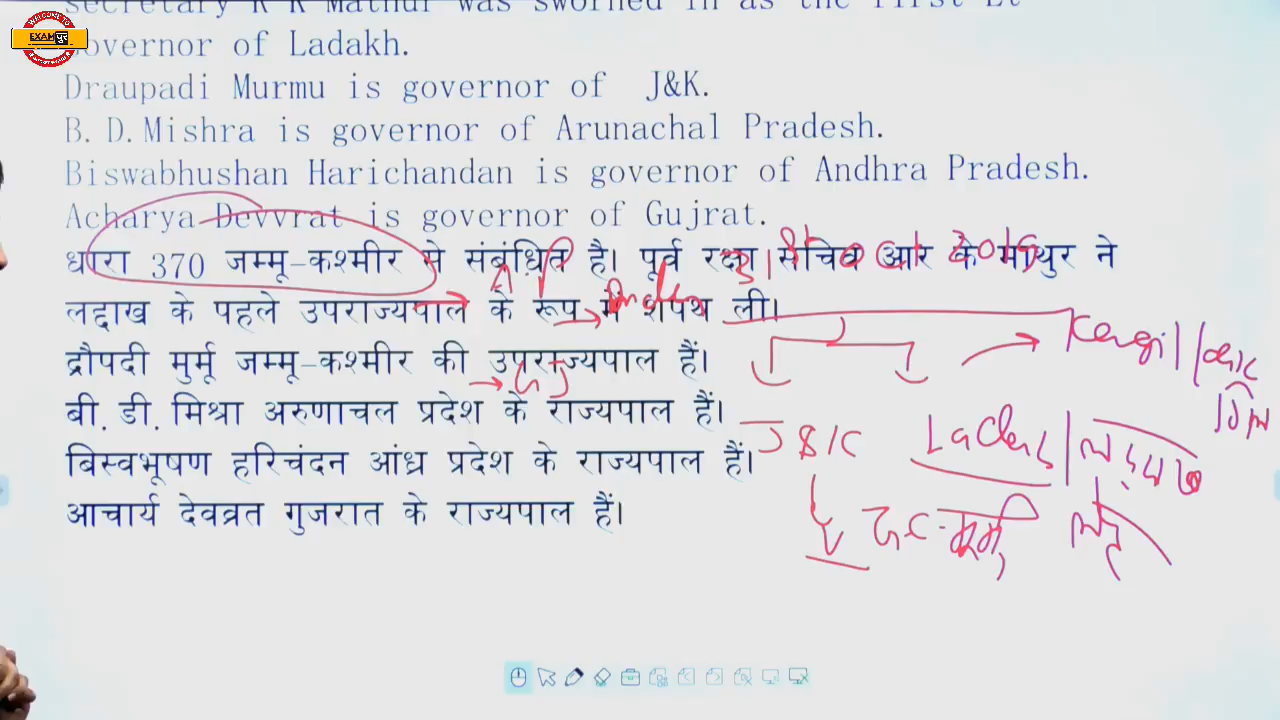 secretary R K Mathur was sworned in as the first Lt
Governor of Ladakh.
Draupadi Murmu is governor of J&K.
B. D. Mishra is governor of Arunachal Pradesh.
Biswabhushan Harichandan is governor of Andhra Pradesh.
Acharya Devvrat is governor of Gujrat.
धारा 370 जम्मू-कश्मीर से संबंधित है। पूर्व रक्षा सचिव आर के माथुर ने
लद्दाख के पहले उपराज्यपाल के रूप में शपथ ली।
द्रौपदी मुर्मू जम्मू-कश्मीर की उपराज्यपाल हैं।
बी. डी. मिश्रा अरुणाचल प्रदेश के राज्यपाल हैं।
बिस्वभूषण हरिचंदन आंध्र प्रदेश के राज्यपाल हैं।
आचार्य देवव्रत गुजरात के राज्यपाल हैं।
WELCOME TO
EXAMपुर
J&K